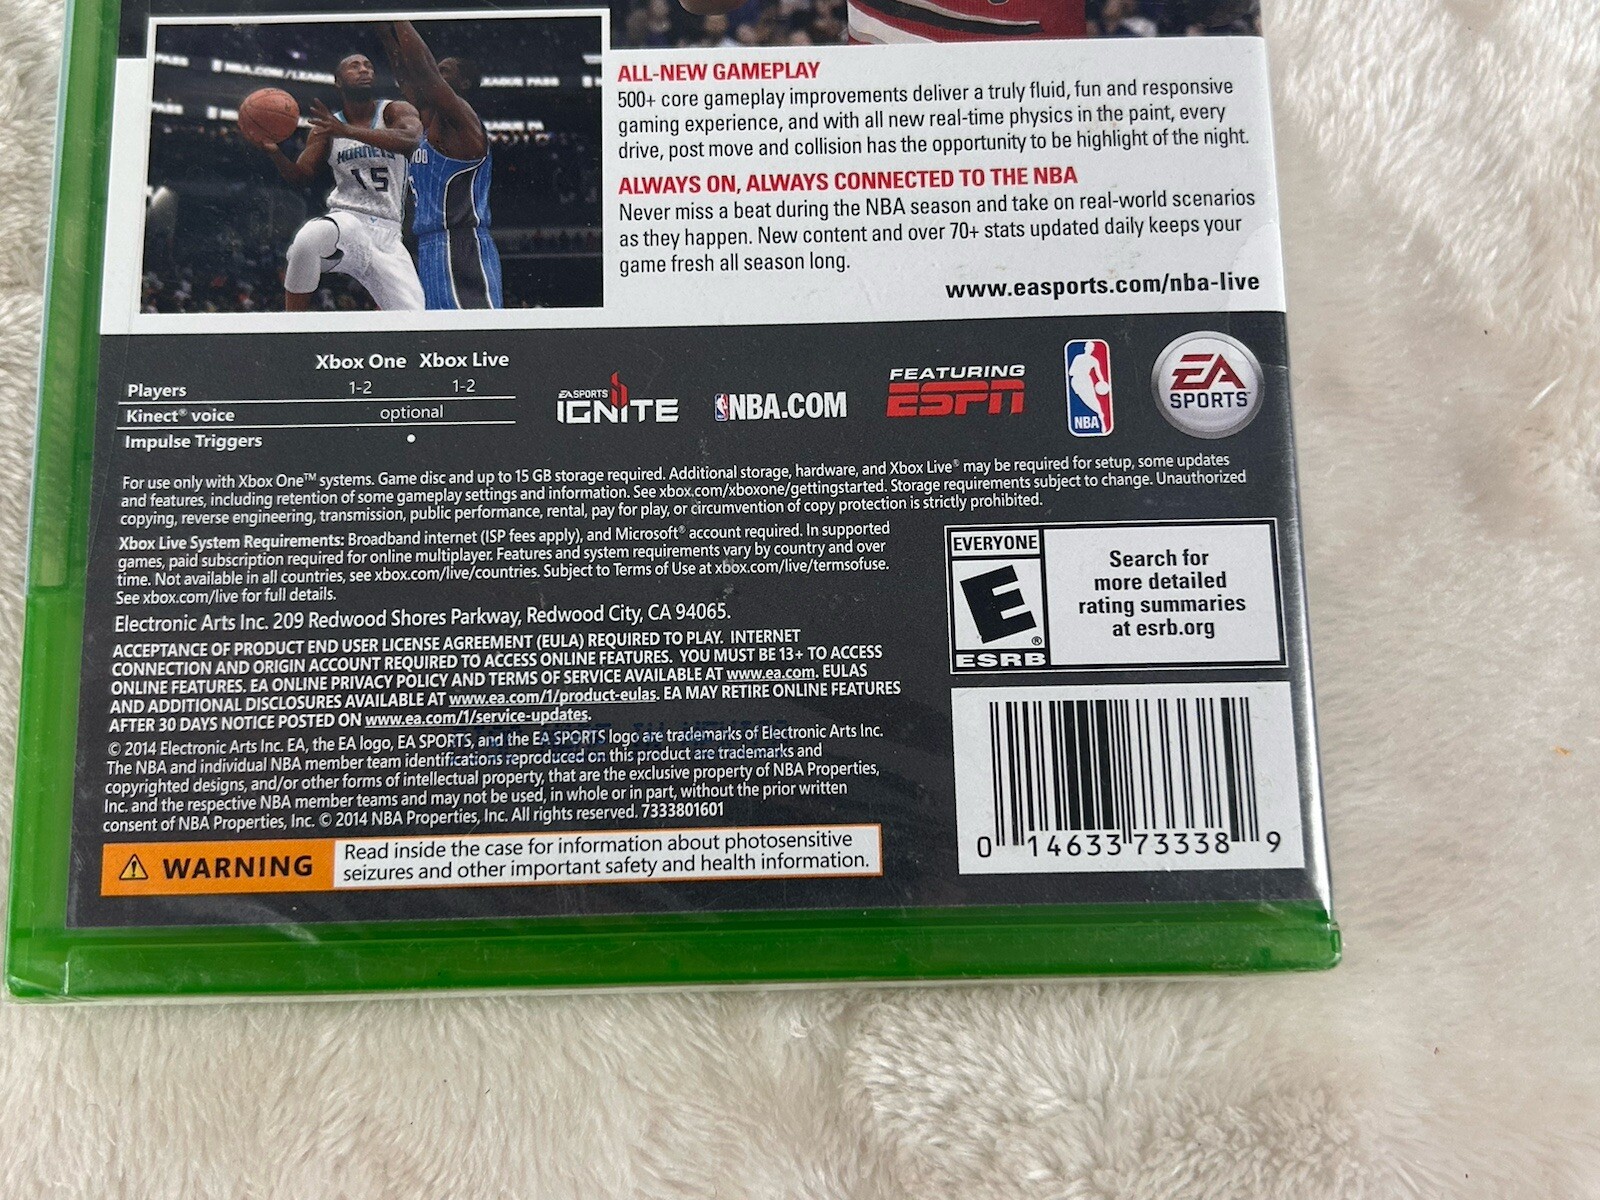 NBA.COM/LEAGUE
LEAGUE PASS
HORNETS
15
ALL-NEW GAMEPLAY
500+ core gameplay improvements deliver a truly fluid, fun and responsive
gaming experience, and with all new real-time physics in the paint, every
drive, post move and collision has the opportunity to be highlight of the night.
ALWAYS ON, ALWAYS CONNECTED TO THE NBA
Never miss a beat during the NBA season and take on real-world scenarios
as they happen. New content and over 70+ stats updated daily keeps your
game fresh all season long.
www.easports.com/nba-live
Xbox One Xbox Live
Players 1-2 1-2
Kinect® voice optional
Impulse Triggers •
EA SPORTS
IGNITE
NBA.COM
FEATURING
ESPN
NBA
EA
SPORTS™
For use only with Xbox One™ systems. Game disc and up to 15 GB storage required. Additional storage, hardware, and Xbox Live® may be required for setup, some updates
and features, including retention of some gameplay settings and information. See xbox.com/xboxone/gettingstarted. Storage requirements subject to change. Unauthorized
copying, reverse engineering, transmission, public performance, rental, pay for play, or circumvention of copy protection is strictly prohibited.
Xbox Live System Requirements: Broadband internet (ISP fees apply), and Microsoft® account required. In supported
games, paid subscription required for online multiplayer. Features and system requirements vary by country and over
time. Not available in all countries, see xbox.com/live/countries. Subject to Terms of Use at xbox.com/live/termsofuse.
See xbox.com/live for full details.
Electronic Arts Inc. 209 Redwood Shores Parkway, Redwood City, CA 94065.
ACCEPTANCE OF PRODUCT END USER LICENSE AGREEMENT (EULA) REQUIRED TO PLAY. INTERNET
CONNECTION AND ORIGIN ACCOUNT REQUIRED TO ACCESS ONLINE FEATURES. YOU MUST BE 13+ TO ACCESS
ONLINE FEATURES. EA ONLINE PRIVACY POLICY AND TERMS OF SERVICE AVAILABLE AT www.ea.com. EULAS
AND ADDITIONAL DISCLOSURES AVAILABLE AT www.ea.com/1/product-eulas. EA MAY RETIRE ONLINE FEATURES
AFTER 30 DAYS NOTICE POSTED ON www.ea.com/1/service-updates.
© 2014 Electronic Arts Inc. EA, the EA logo, EA SPORTS, and the EA SPORTS logo are trademarks of Electronic Arts Inc.
The NBA and individual NBA member team identifications reproduced on this product are trademarks and
copyrighted designs, and/or other forms of intellectual property, that are the exclusive property of NBA Properties,
Inc. and the respective NBA member teams and may not be used, in whole or in part, without the prior written
consent of NBA Properties, Inc. © 2014 NBA Properties, Inc. All rights reserved. 7333801601
WARNING
Read inside the case for information about photosensitive
seizures and other important safety and health information.
EVERYONE
E
®
ESRB
Search for
more detailed
rating summaries
at esrb.org
0 14633 73338 9